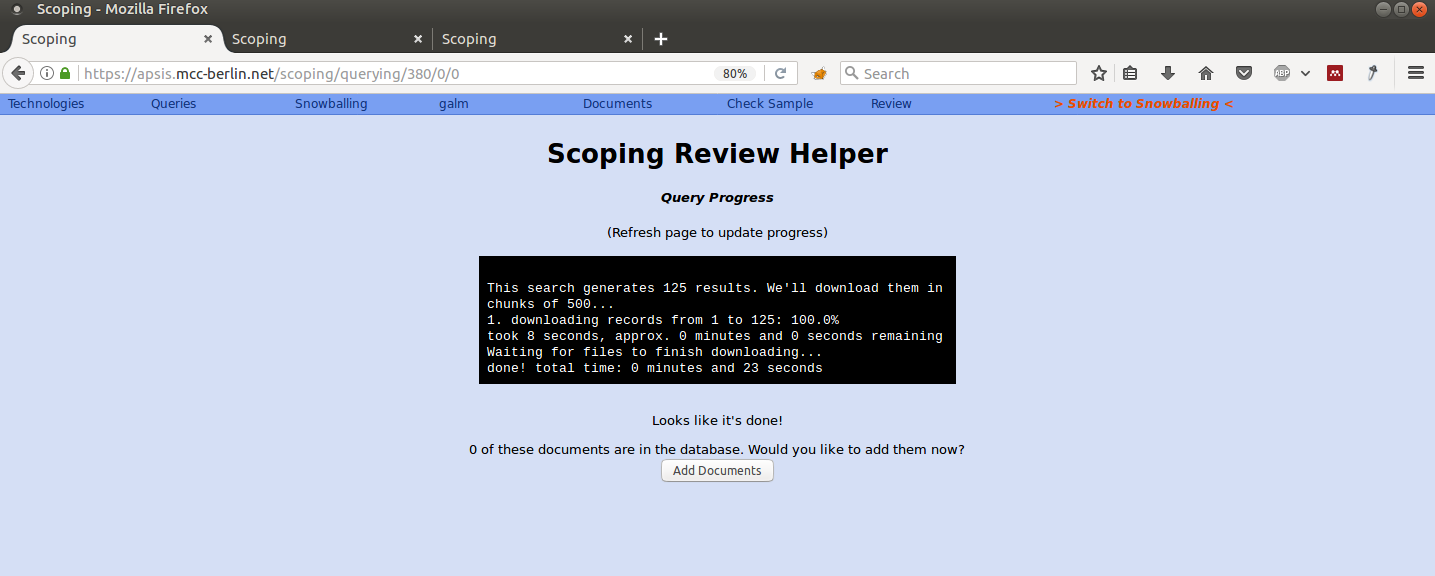 Scoping - Mozilla Firefox
Scoping Scoping Scoping
https://apsis.mcc-berlin.net/scoping/querying/380/0/0 80% Search ABP
Technologies Queries Snowballing galm Documents Check Sample Review > Switch to Snowballing <
Scoping Review Helper
Query Progress
(Refresh page to update progress)
This search generates 125 results. We'll download them in
chunks of 500...
1. downloading records from 1 to 125: 100.0%
took 8 seconds, approx. 0 minutes and 0 seconds remaining
Waiting for files to finish downloading...
done! total time: 0 minutes and 23 seconds
Looks like it's done!
0 of these documents are in the database. Would you like to add them now?
Add Documents